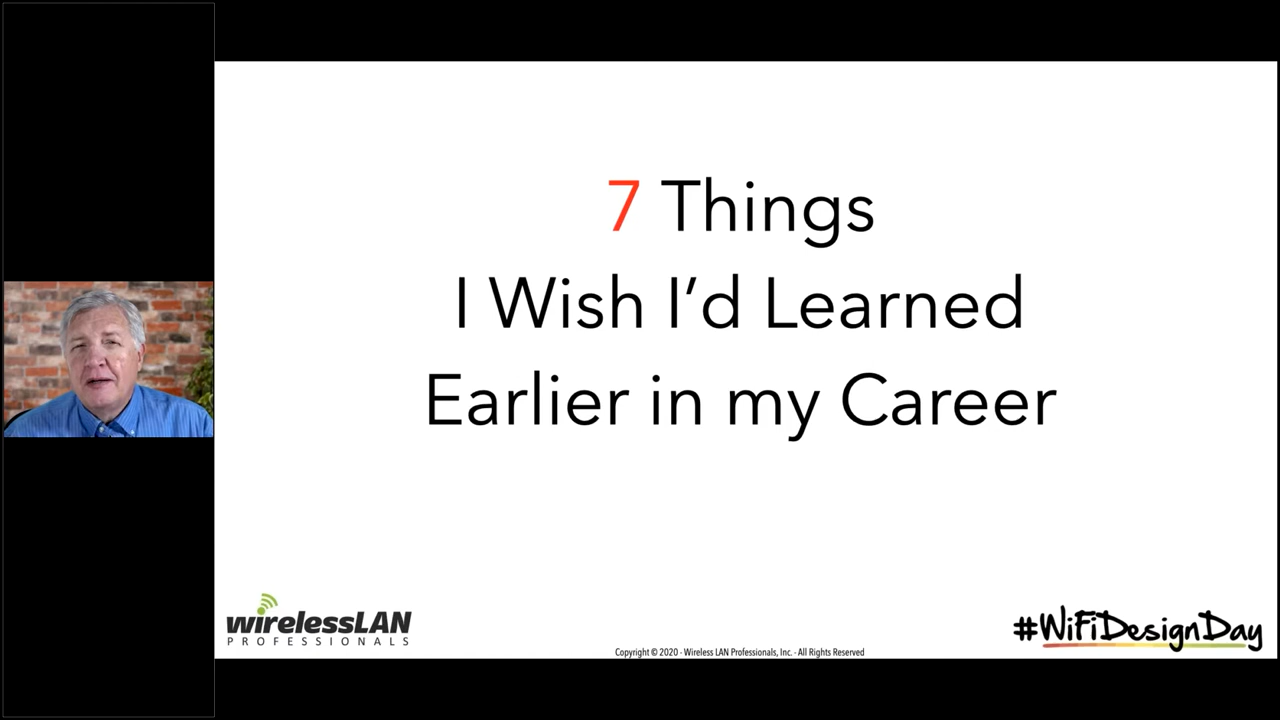 7 Things
I Wish I’d Learned
Earlier in my Career
wirelessLAN
PROFESSIONALS
Copyright © 2020 - Wireless LAN Professionals, Inc. - All Rights Reserved
#WiFiDesignDay